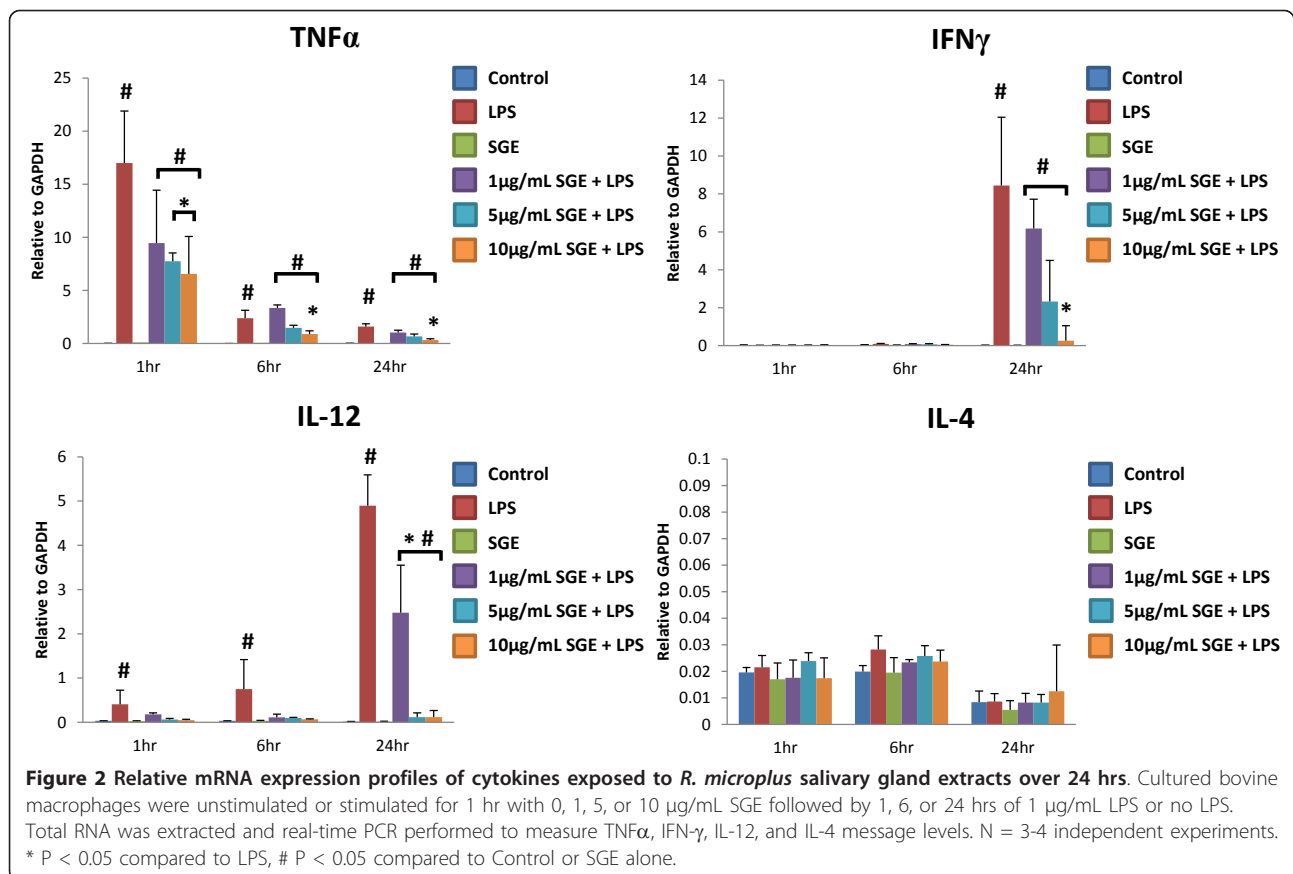 TNFα
25
20
15
10
5
0
Relative to GAPDH
#
#
*
#
#
*
#
#
*
1hr
6hr
24hr
Control
LPS
SGE
1µg/mL SGE + LPS
5µg/mL SGE + LPS
10µg/mL SGE + LPS
IFNγ
14
12
10
8
6
4
2
0
Relative to GAPDH
#
#
*
1hr
6hr
24hr
Control
LPS
SGE
1µg/mL SGE + LPS
5µg/mL SGE + LPS
10µg/mL SGE + LPS
IL-12
6
5
4
3
2
1
0
Relative to GAPDH
#
#
#
* #
1hr
6hr
24hr
Control
LPS
SGE
1µg/mL SGE + LPS
5µg/mL SGE + LPS
10µg/mL SGE + LPS
IL-4
0.1
0.09
0.08
0.07
0.06
0.05
0.04
0.03
0.02
0.01
0
Relative to GAPDH
1hr
6hr
24hr
Control
LPS
SGE
1µg/mL SGE + LPS
5µg/mL SGE + LPS
10µg/mL SGE + LPS
Figure 2 Relative mRNA expression profiles of cytokines exposed to R. microplus salivary gland extracts over 24 hrs. Cultured bovine
macrophages were unstimulated or stimulated for 1 hr with 0, 1, 5, or 10 µg/mL SGE followed by 1, 6, or 24 hrs of 1 µg/mL LPS or no LPS.
Total RNA was extracted and real-time PCR performed to measure TNFα, IFN-γ, IL-12, and IL-4 message levels. N = 3-4 independent experiments.
* P < 0.05 compared to LPS, # P < 0.05 compared to Control or SGE alone.